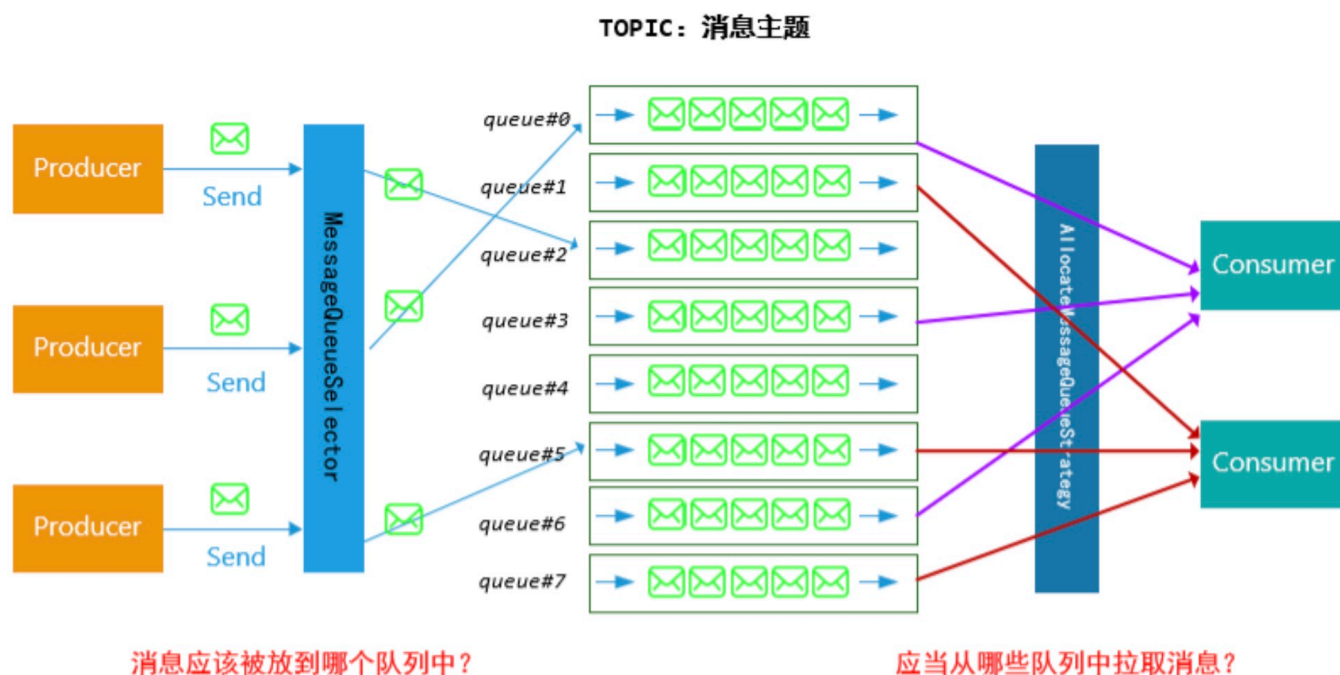 TOPIC: 消息主题
Producer
Send
Producer
Send
Producer
Send
MessageQueueSelector
queue#0
queue#1
queue#2
queue#3
queue#4
queue#5
queue#6
queue#7
AllocateMessageQueueStrategy
Consumer
Consumer
消息应该被放到哪个队列中?
应当从哪些队列中拉取消息?